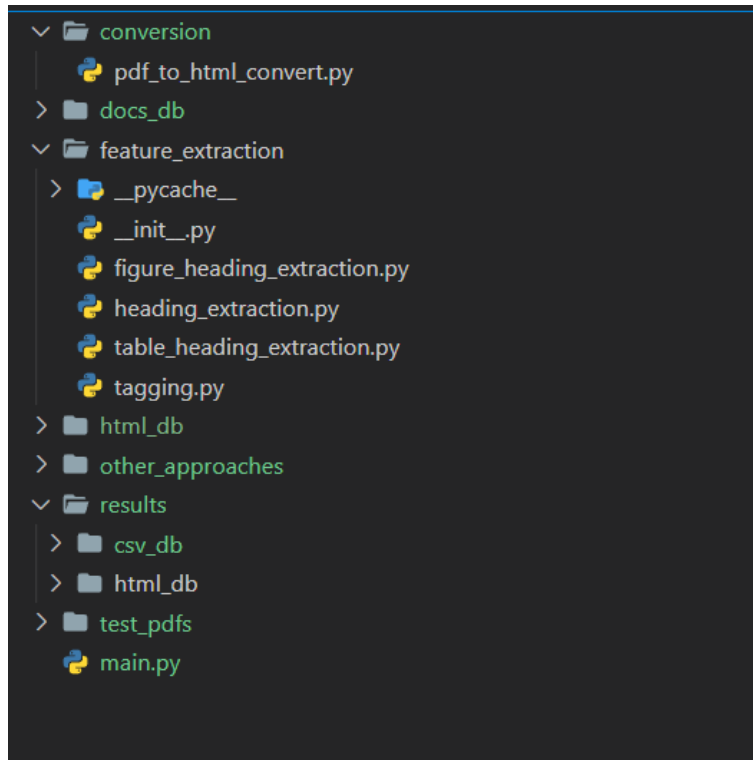 conversion
pdf_to_html_convert.py
docs_db
feature_extraction
__pycache__
__init__.py
figure_heading_extraction.py
heading_extraction.py
table_heading_extraction.py
tagging.py
html_db
other_approaches
results
csv_db
html_db
test_pdfs
main.py